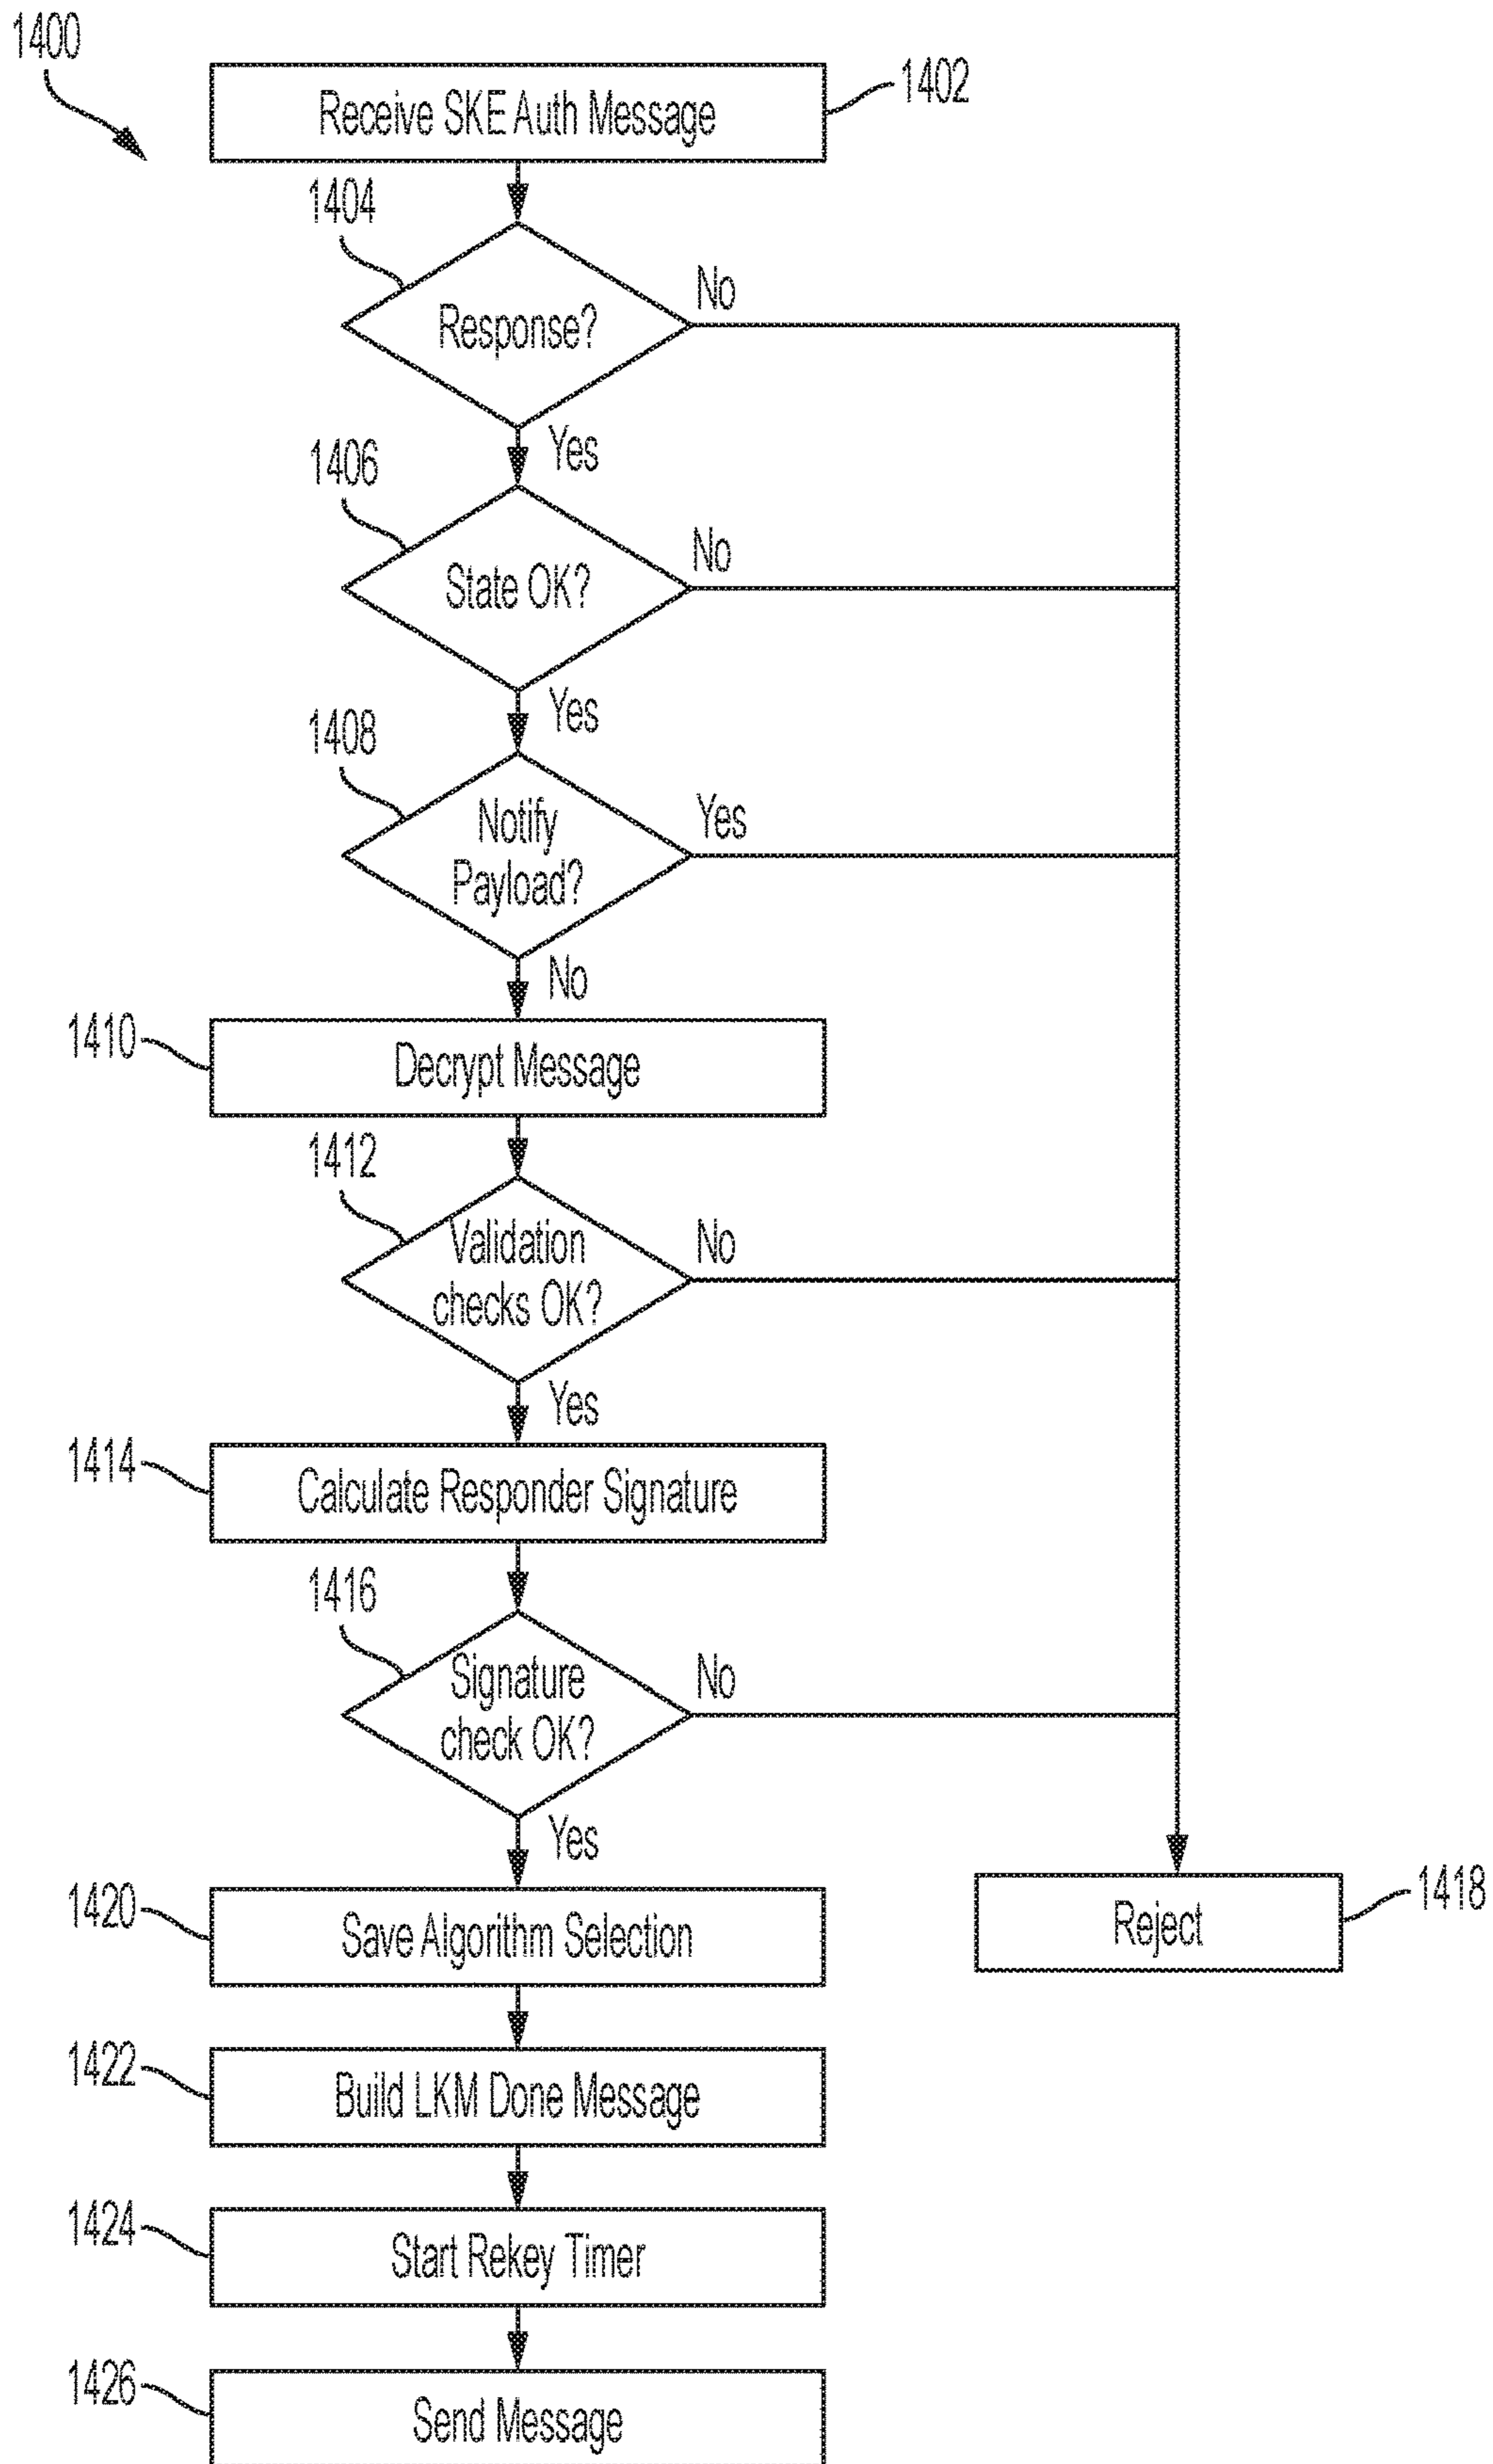 1400
Receive SKE Auth Message
1402
1404
Response?
No
Yes
1406
State OK?
No
Yes
1408
Notify
Payload?
Yes
No
1410
Decrypt Message
1412
Validation
checks OK?
No
Yes
1414
Calculate Responder Signature
1416
Signature
check OK?
No
Yes
1420
Save Algorithm Selection
Reject
1418
1422
Build LKM Done Message
1424
Start Rekey Timer
1426
Send Message